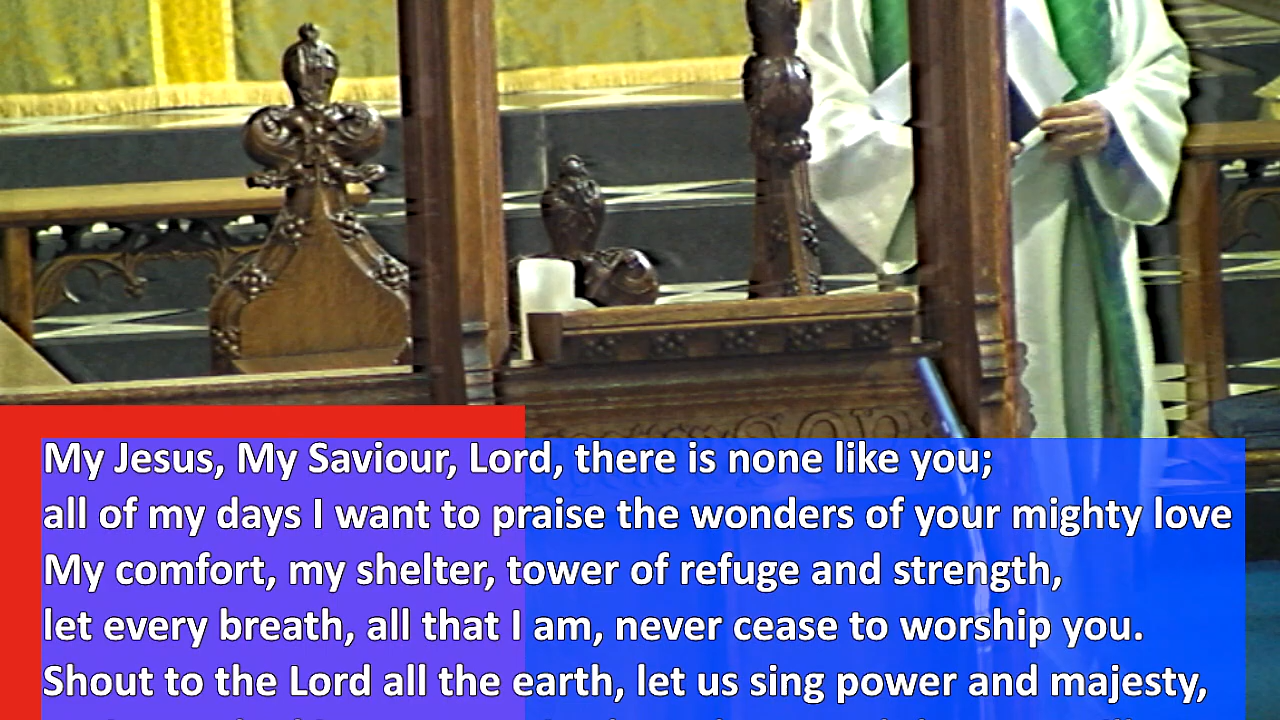 My Jesus, My Saviour, Lord, there is none like you;
all of my days I want to praise the wonders of your mighty love
My comfort, my shelter, tower of refuge and strength,
let every breath, all that I am, never cease to worship you.
Shout to the Lord all the earth, let us sing power and majesty,